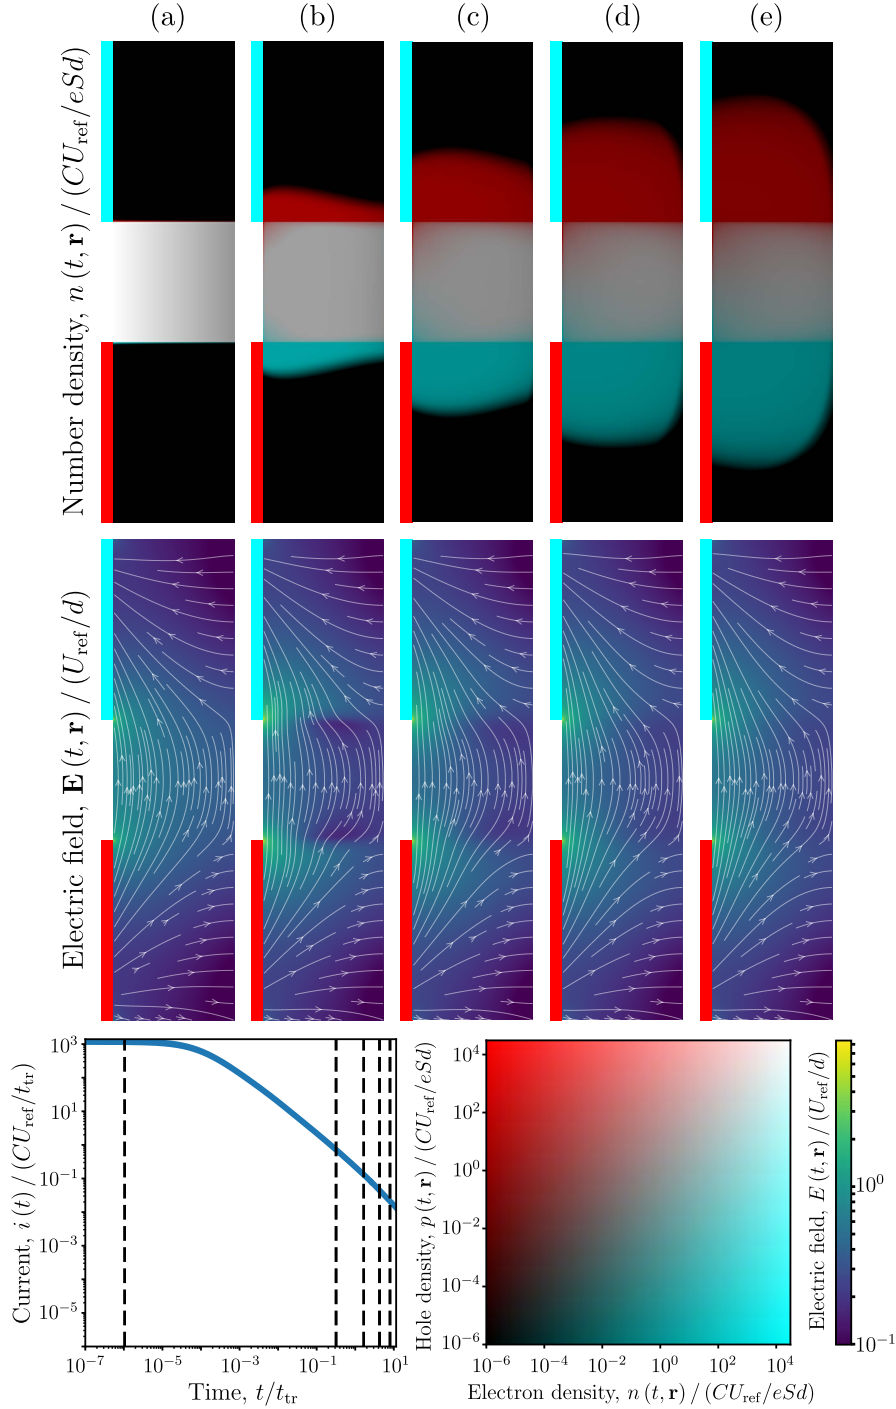 (a) (b) (c) (d) (e)
Number density, n (t, r) / (CU_ref/eSd)
Electric field, E (t, r) / (U_ref/d)
Current, i (t) / (CU_ref/t_tr)
10^3
10^1
10^−1
10^−3
10^−5
10^−7 10^−5 10^−3 10^−1 10^1
Time, t/t_tr
Hole density, p (t, r) / (CU_ref/eSd)
10^4
10^2
10^0
10^−2
10^−4
10^−6
10^−6 10^−4 10^−2 10^0 10^2 10^4
Electron density, n (t, r) / (CU_ref/eSd)
Electric field, E (t, r) / (U_ref/d)
10^0
10^−1